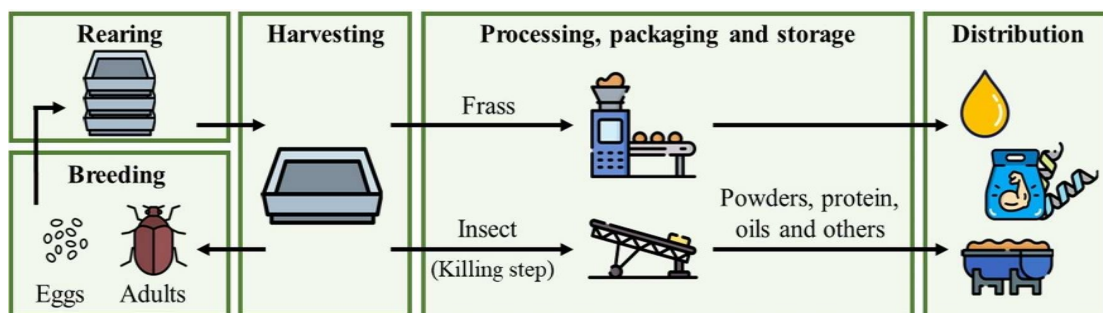 Rearing
Harvesting
Processing, packaging and storage
Distribution
Frass
Breeding
Powders, protein,
oils and others
Insect
(Killing step)
Eggs
Adults